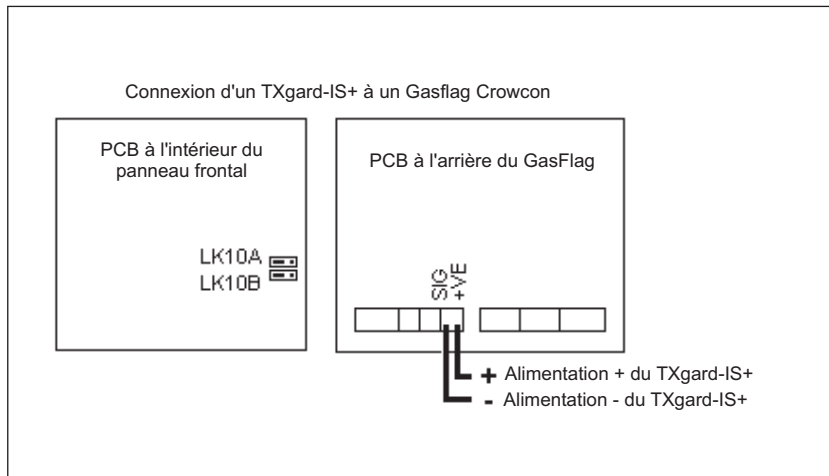 Connexion d'un TXgard-IS+ à un Gasflag Crowcon
PCB à l'intérieur du
panneau frontal
LK10A
LK10B
PCB à l'arrière du GasFlag
SIG
+VE
+ Alimentation + du TXgard-IS+
- Alimentation - du TXgard-IS+